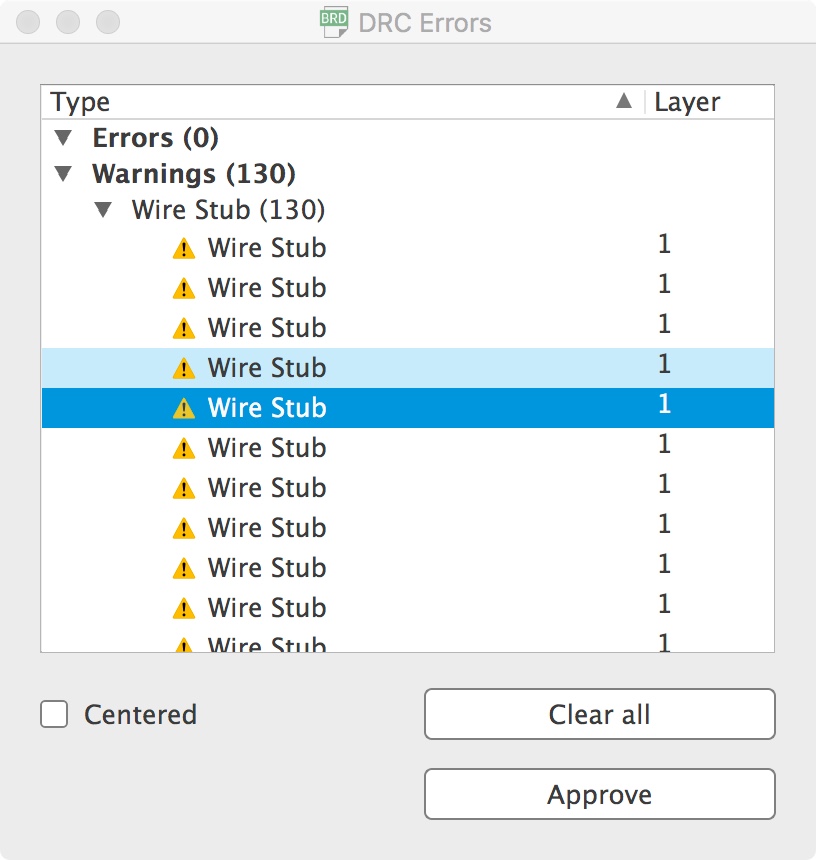 BRD DRC Errors
Type Layer
Errors (0)
Warnings (130)
Wire Stub (130)
Wire Stub 1
Wire Stub 1
Wire Stub 1
Wire Stub 1
Wire Stub 1
Wire Stub 1
Wire Stub 1
Wire Stub 1
Wire Stub 1
Wire Stub 1
Wire Stub 1
Centered Clear all
Approve